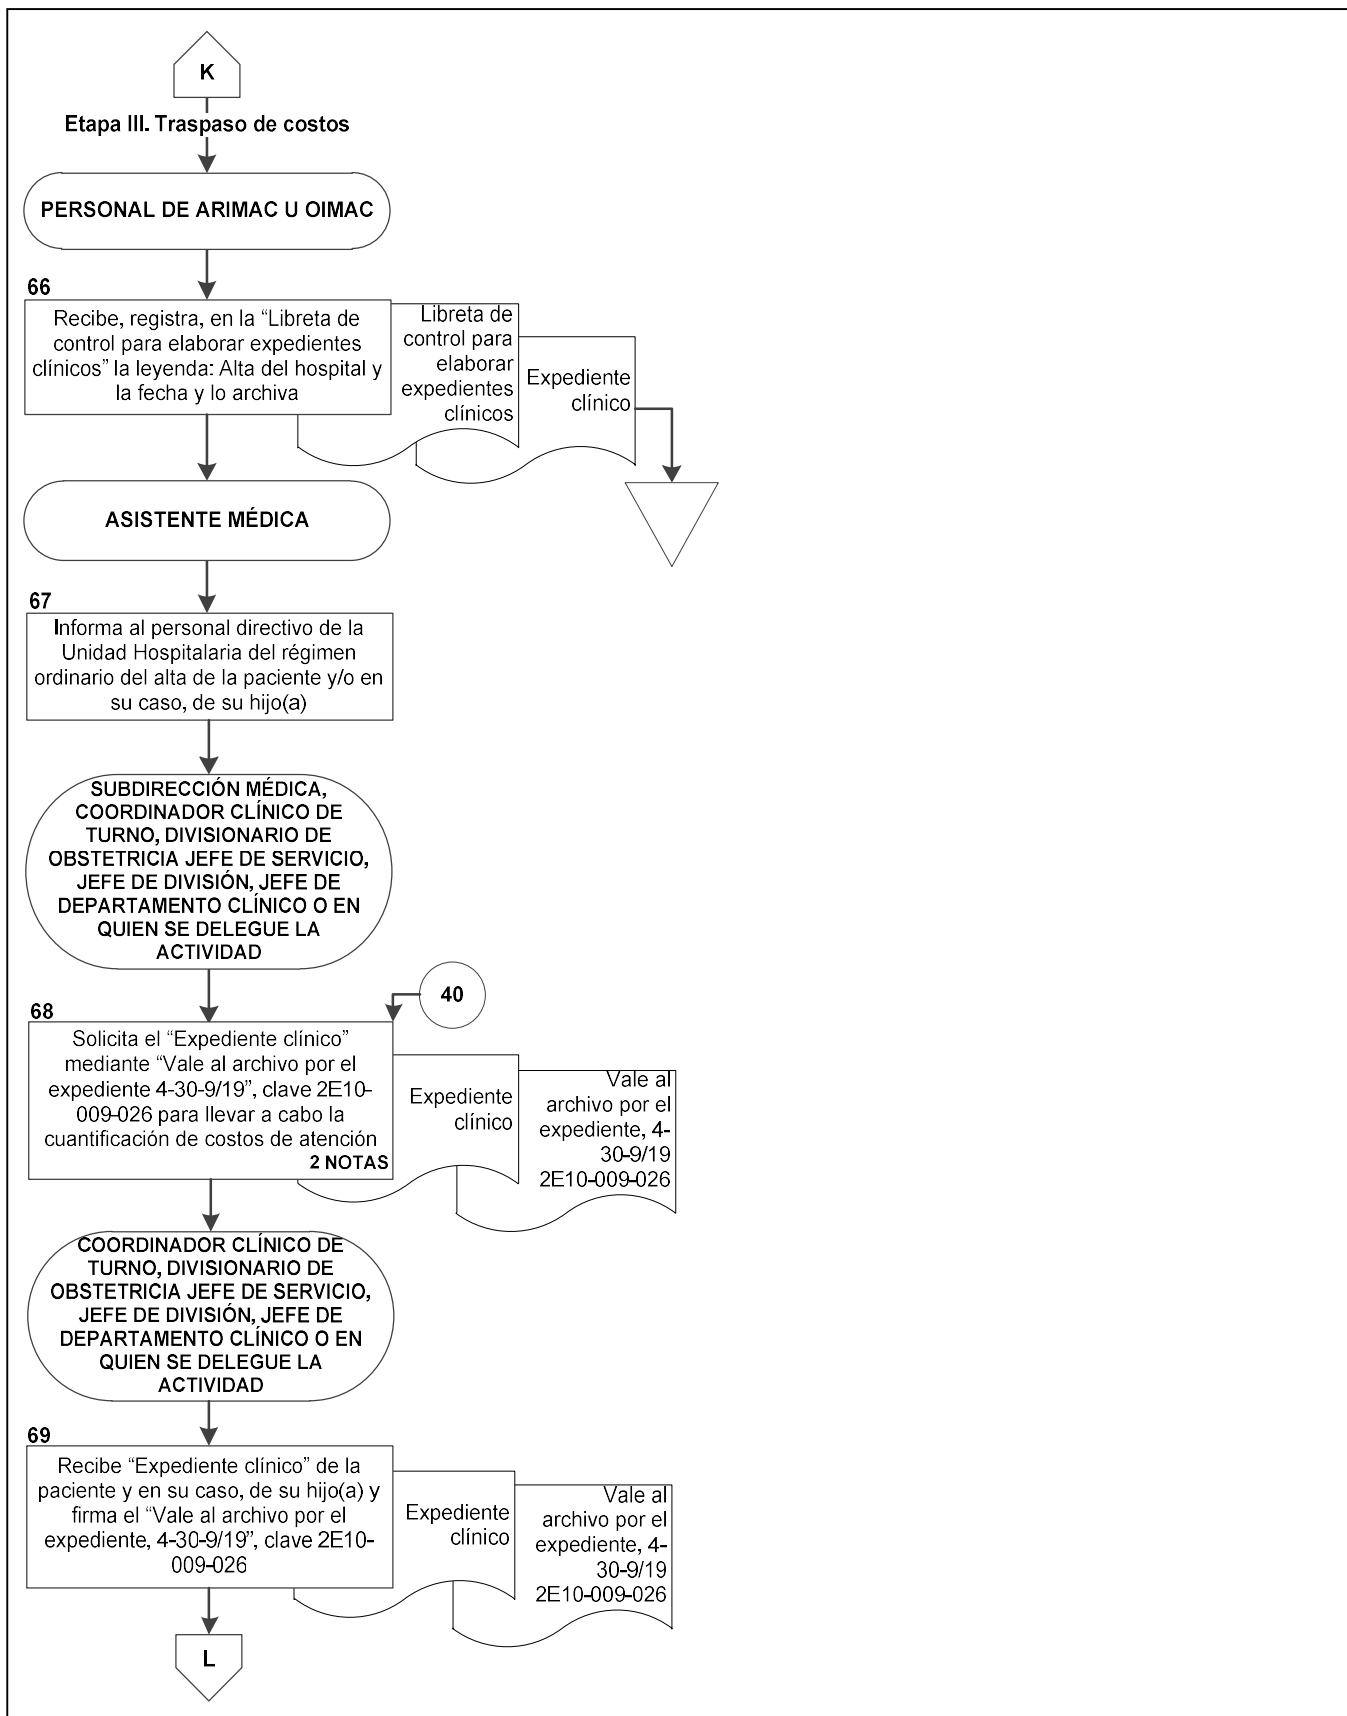 K
Etapa III. Traspaso de costos
PERSONAL DE ARIMAC U OIMAC
66
Recibe, registra, en la “Libreta de
control para elaborar expedientes
clínicos” la leyenda: Alta del hospital y
la fecha y lo archiva
Libreta de
control para
elaborar
expedientes
clínicos
Expediente
clínico
ASISTENTE MÉDICA
67
Informa al personal directivo de la
Unidad Hospitalaria del régimen
ordinario del alta de la paciente y/o en
su caso, de su hijo(a)
SUBDIRECCIÓN MÉDICA,
COORDINADOR CLÍNICO DE
TURNO, DIVISIONARIO DE
OBSTETRICIA JEFE DE SERVICIO,
JEFE DE DIVISIÓN, JEFE DE
DEPARTAMENTO CLÍNICO O EN
QUIEN SE DELEGUE LA
ACTIVIDAD
40
68
Solicita el “Expediente clínico”
mediante “Vale al archivo por el
expediente 4-30-9/19”, clave 2E10-
009-026 para llevar a cabo la
cuantificación de costos de atención
2 NOTAS
Expediente
clínico
Vale al
archivo por el
expediente, 4-
30-9/19
2E10-009-026
COORDINADOR CLÍNICO DE
TURNO, DIVISIONARIO DE
OBSTETRICIA JEFE DE SERVICIO,
JEFE DE DIVISIÓN, JEFE DE
DEPARTAMENTO CLÍNICO O EN
QUIEN SE DELEGUE LA
ACTIVIDAD
69
Recibe “Expediente clínico” de la
paciente y en su caso, de su hijo(a) y
firma el “Vale al archivo por el
expediente, 4-30-9/19”, clave 2E10-
009-026
Expediente
clínico
Vale al
archivo por el
expediente, 4-
30-9/19
2E10-009-026
L